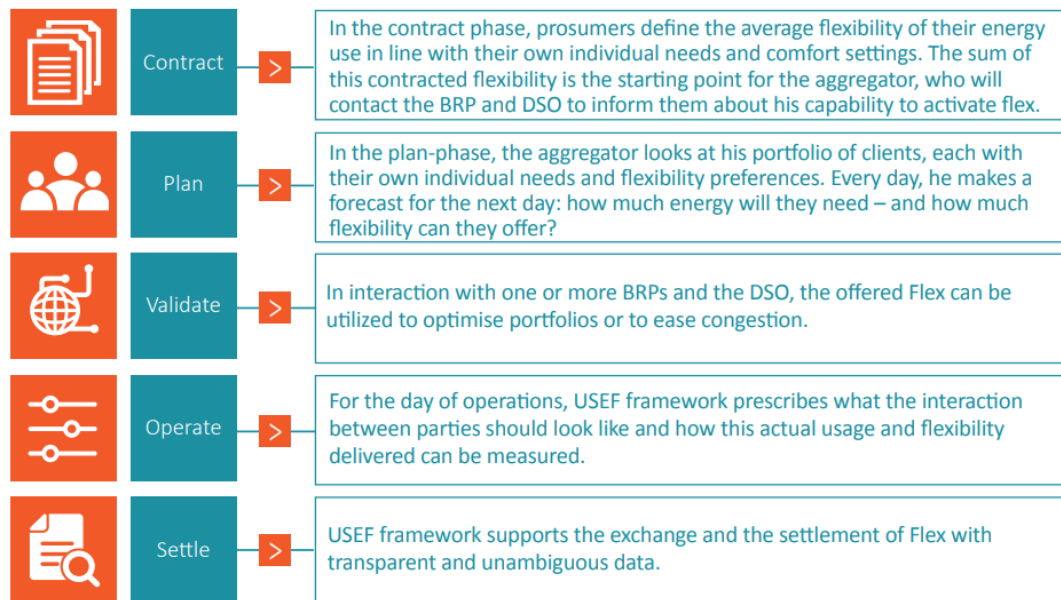 Contract
In the contract phase, prosumers define the average flexibility of their energy
use in line with their own individual needs and comfort settings. The sum of
this contracted flexibility is the starting point for the aggregator, who will
contact the BRP and DSO to inform them about his capability to activate flex.
Plan
In the plan-phase, the aggregator looks at his portfolio of clients, each with
their own individual needs and flexibility preferences. Every day, he makes a
forecast for the next day: how much energy will they need – and how much
flexibility can they offer?
Validate
In interaction with one or more BRPs and the DSO, the offered Flex can be
utilized to optimise portfolios or to ease congestion.
Operate
For the day of operations, USEF framework prescribes what the interaction
between parties should look like and how this actual usage and flexibility
delivered can be measured.
Settle
USEF framework supports the exchange and the settlement of Flex with
transparent and unambiguous data.